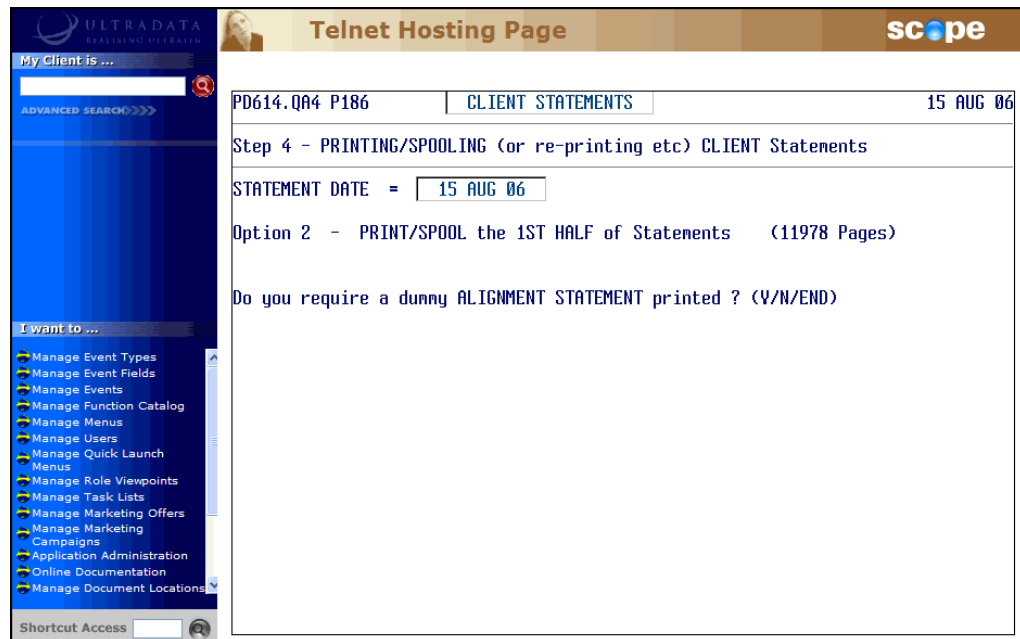 ULTRADATA
REALISING ULTRAIIN
Telnet Hosting Page
scope
My Client is ...
ADVANCED SEARCH
PD614.QA4 P186 CLIENT STATEMENTS 15 AUG 06
Step 4 - PRINTING/SPOOLING (or re-printing etc) CLIENT Statements
STATEMENT DATE = 15 AUG 06
Option 2 - PRINT/SPOOL the 1ST HALF of Statements (11978 Pages)
Do you require a dummy ALIGNMENT STATEMENT printed ? (Y/N/END)
I want to ...
Manage Event Types
Manage Event Fields
Manage Events
Manage Function Catalog
Manage Menus
Manage Users
Manage Quick Launch
Menus
Manage Role Viewpoints
Manage Task Lists
Manage Marketing Offers
Manage Marketing
Campaigns
Application Administration
Online Documentation
Manage Document Locations
Shortcut Access